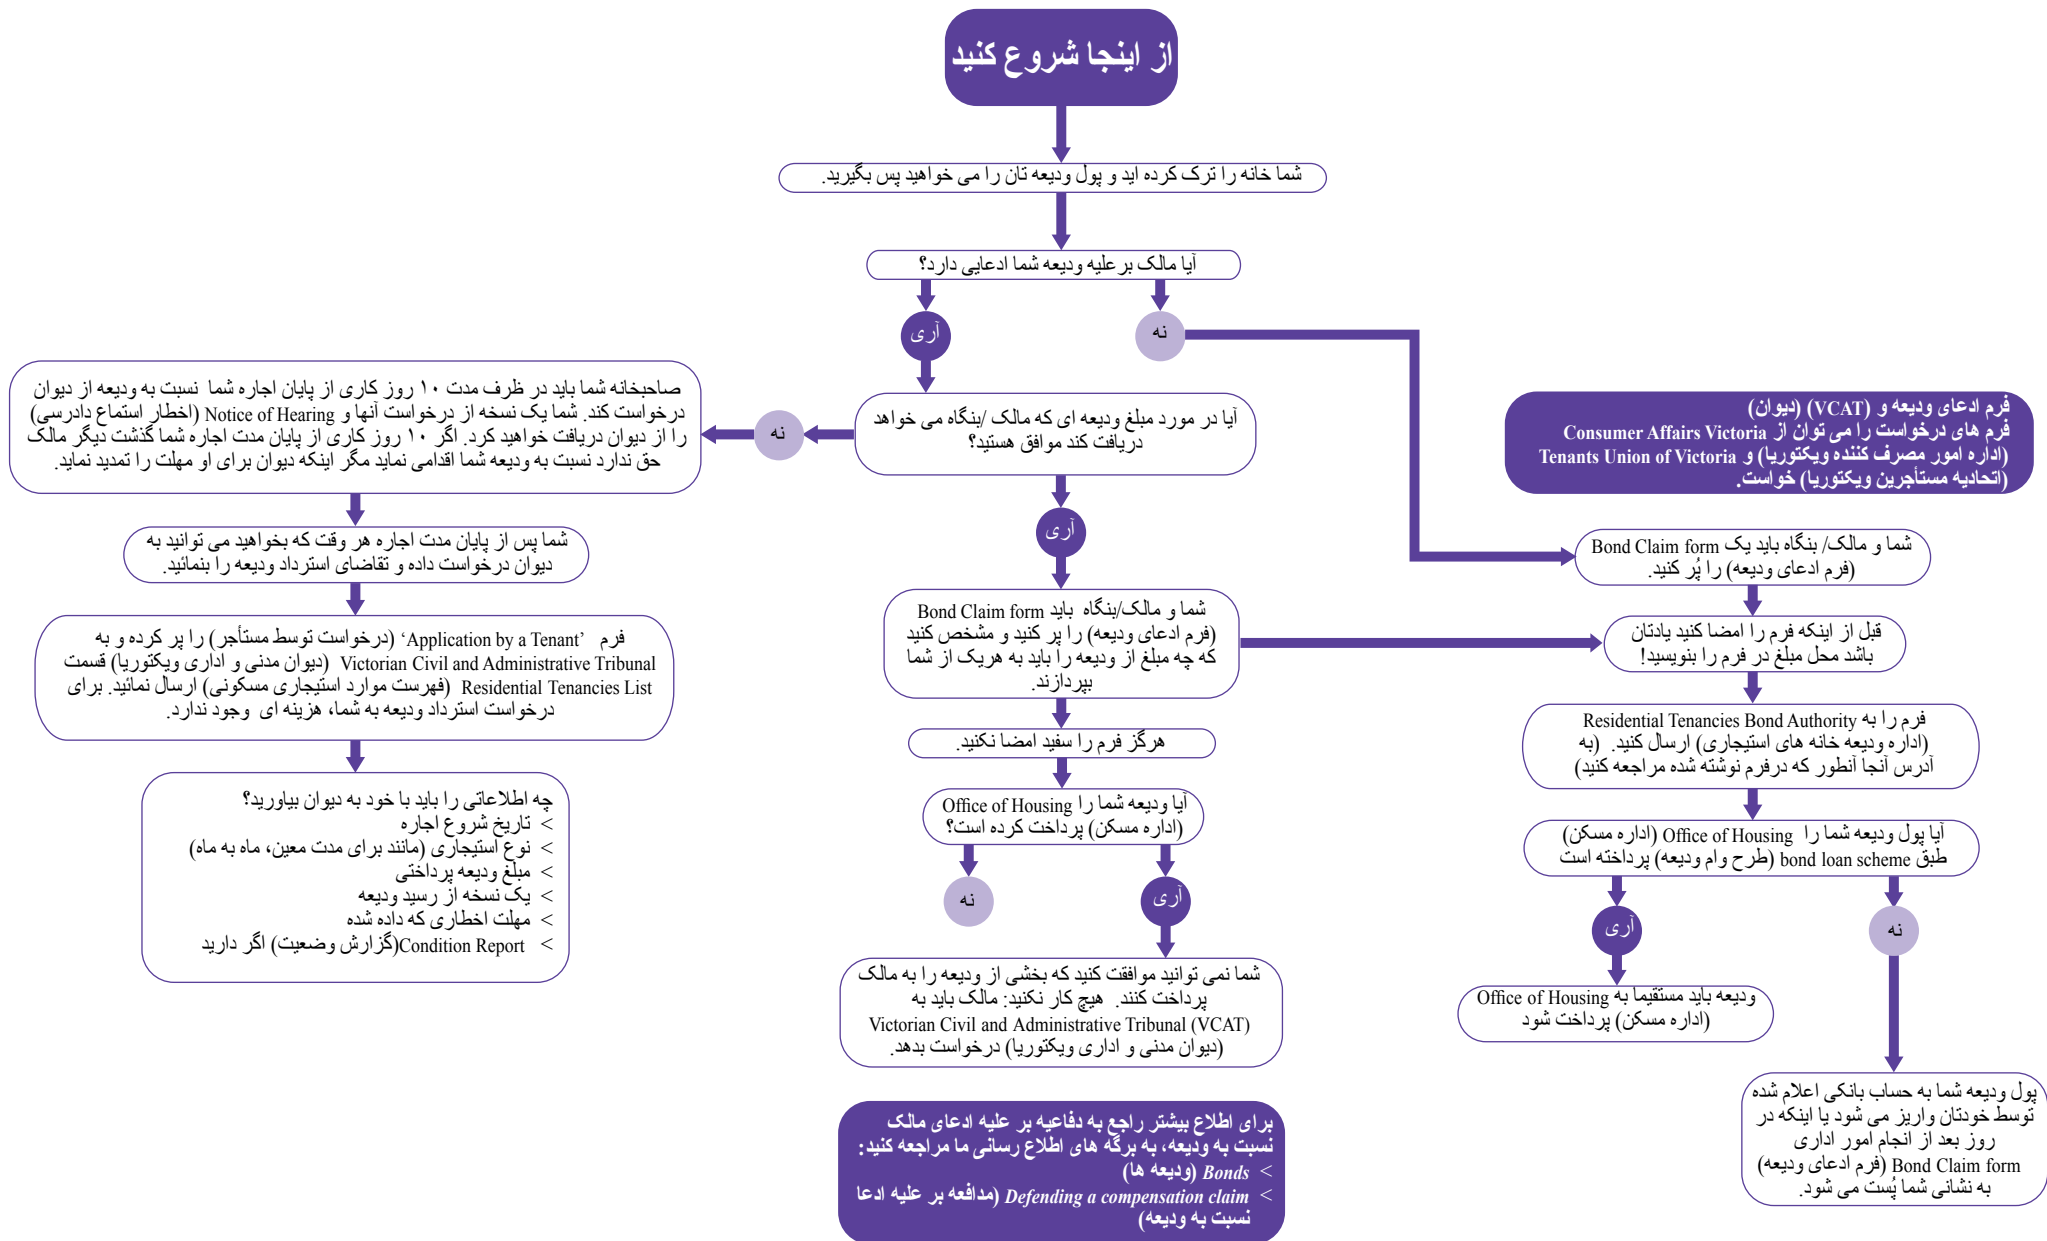 از اینجا شروع کنید
شما خانه را ترک کرده اید و پول ودیعه تان را می خواهید پس بگیرید.
آیا مالک بر علیه ودیعه شما ادعایی دارد؟
آری
نه
آیا در مورد مبلغ ودیعه ای که مالک /بنگاه می خواهد
دریافت کند موافق هستید؟
نه
صاحبخانه شما باید در ظرف مدت ۱۰ روز کاری از پایان اجاره شما نسبت به ودیعه از دیوان
درخواست کند. شما یک نسخه از درخواست آنها و Notice of Hearing (اخطار استماع دادرسی)
را از دیوان دریافت خواهید کرد. اگر ۱۰ روز کاری از پایان مدت اجاره شما گذشت دیگر مالک
حق ندارد نسبت به ودیعه شما اقدامی نماید مگر اینکه دیوان برای او مهلت را تمدید نماید.
شما پس از پایان مدت اجاره هر وقت که بخواهید می توانید به
دیوان درخواست داده و تقاضای استرداد ودیعه را بنمائید.
فرم ‘Application by a Tenant’ (درخواست توسط مستأجر) را پر کرده و به
Victorian Civil and Administrative Tribunal (دیوان مدنی و اداری ویکتوریا) قسمت
Residential Tenancies List (فهرست موارد استیجاری مسکونی) ارسال نمائید. برای
درخواست استرداد ودیعه به شما، هزینه ای وجود ندارد.
چه اطلاعاتی را باید با خود به دیوان بیاورید؟
> تاریخ شروع اجاره
> نوع استیجاری (مانند برای مدت معین، ماه به ماه)
> مبلغ ودیعه پرداختی
> یک نسخه از رسید ودیعه
> مهلت اخطاری که داده شده
> Condition Report(گزارش وضعیت) اگر دارید
آری
شما و مالک/بنگاه باید Bond Claim form
(فرم ادعای ودیعه) را پر کنید و مشخص کنید
که چه مبلغ از ودیعه را باید به هریک از شما
بپردازند.
هرگز فرم را سفید امضا نکنید.
آیا ودیعه شما را Office of Housing
(اداره مسکن) پرداخت کرده است؟
نه
آری
شما نمی توانید موافقت کنید که بخشی از ودیعه را به مالک
پرداخت کنند. هیچ کار نکنید: مالک باید به
Victorian Civil and Administrative Tribunal (VCAT)
(دیوان مدنی و اداری ویکتوریا) درخواست بدهد.
برای اطلاع بیشتر راجع به دفاعیه بر علیه ادعای مالک
نسبت به ودیعه، به برگه های اطلاع رسانی ما مراجعه کنید:
> Bonds (ودیعه ها)
> Defending a compensation claim (مدافعه بر علیه ادعا
نسبت به ودیعه)
فرم ادعای ودیعه و (VCAT) (دیوان)
فرم های درخواست را می توان از Consumer Affairs Victoria
(اداره امور مصرف کننده ویکتوریا) و Tenants Union of Victoria
(اتحادیه مستأجرین ویکتوریا) خواست.
شما و مالک/ بنگاه باید یک Bond Claim form
(فرم ادعای ودیعه) را پُر کنید.
قبل از اینکه فرم را امضا کنید یادتان
باشد محل مبلغ در فرم را بنویسید!
فرم را به Residential Tenancies Bond Authority
(اداره ودیعه خانه های استیجاری) ارسال کنید. (به
آدرس آنجا آنطور که درفرم نوشته شده مراجعه کنید)
آیا پول ودیعه شما را Office of Housing (اداره مسکن)
طبق bond loan scheme (طرح وام ودیعه) پرداخته است
آری
نه
ودیعه باید مستقیما به Office of Housing
(اداره مسکن) پرداخت شود
پول ودیعه شما به حساب بانکی اعلام شده
توسط خودتان واریز می شود یا اینکه در
روز بعد از انجام امور اداری
Bond Claim form (فرم ادعای ودیعه)
به نشانی شما پُست می شود.